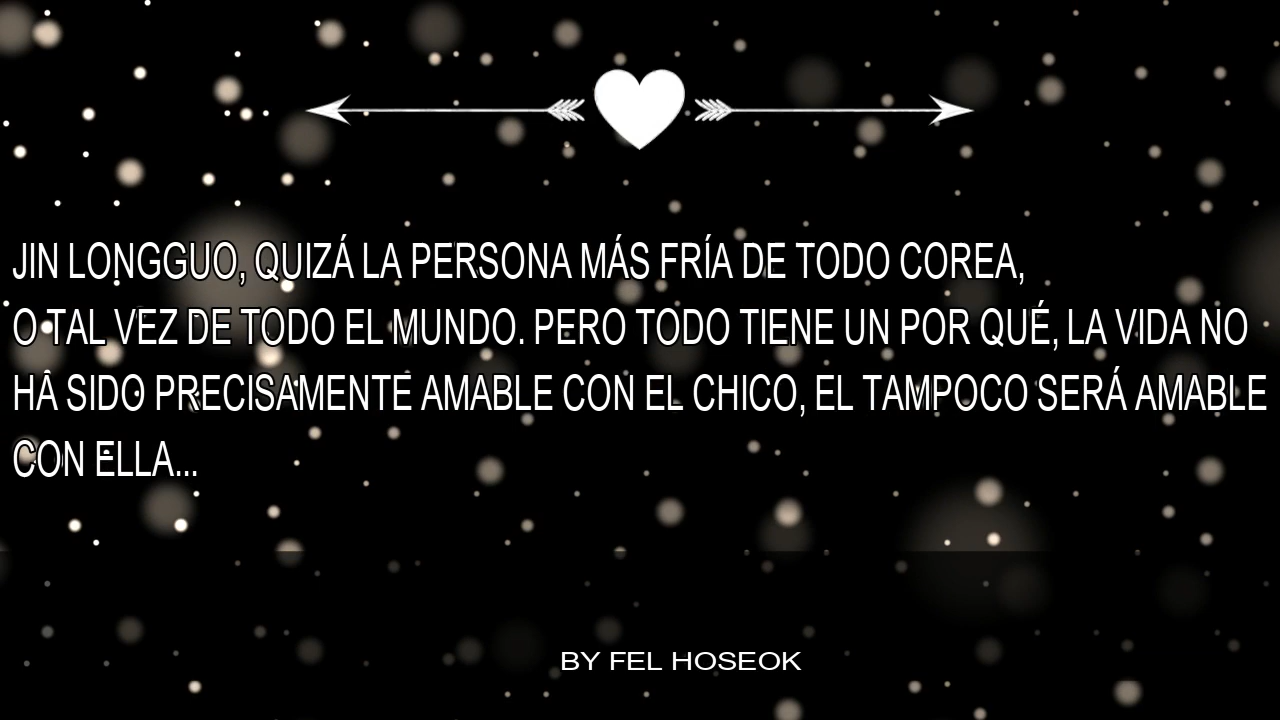 JIN LONGGUO, QUIZÁ LA PERSONA MÁS FRÍA DE TODO COREA,
O TAL VEZ DE TODO EL MUNDO. PERO TODO TIENE UN POR QUÉ, LA VIDA NO
HA SIDO PRECISAMENTE AMABLE CON EL CHICO, EL TAMPOCO SERÁ AMABLE
CON ELLA...
BY FEL HOSEOK